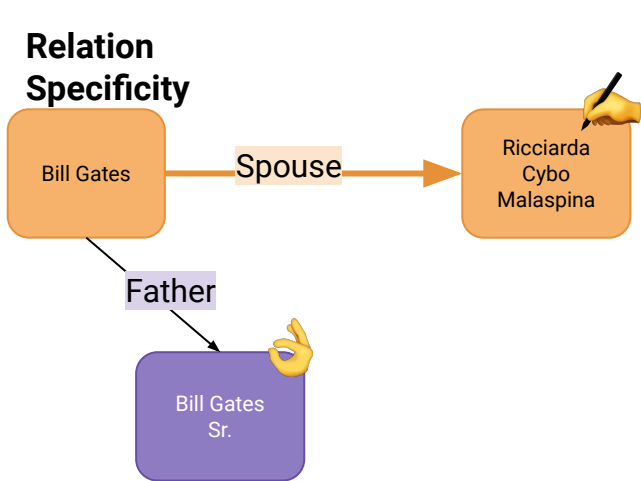 Relation
Specificity
Bill Gates
Spouse
Ricciarda
Cybo
Malaspina
Father
Bill Gates
Sr.